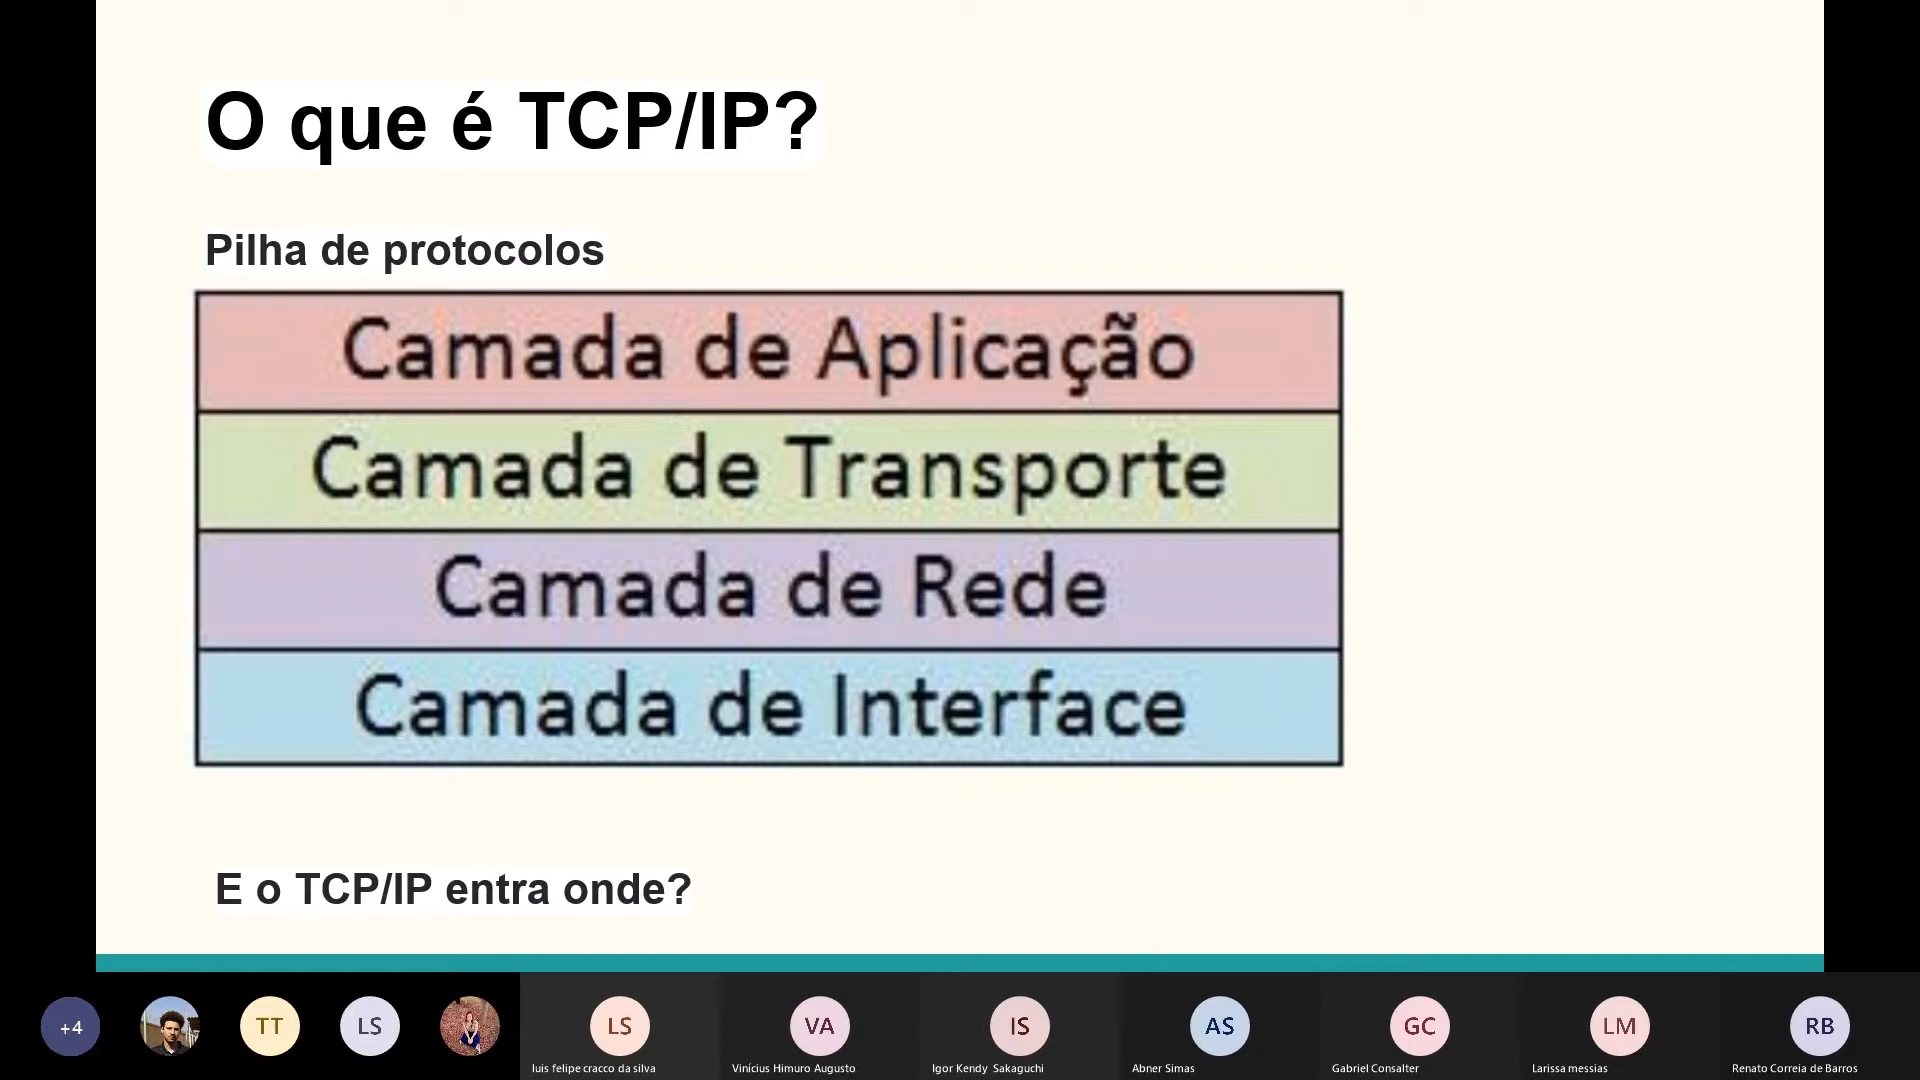 O que é TCP/IP?
Pilha de protocolos
Camada de Aplicação
Camada de Transporte
Camada de Rede
Camada de Interface
E o TCP/IP entra onde?
+4
TT
LS
LS
VA
IS
AS
GC
LM
RB
luis felipe cracco da silva
Vinícius Himuro Augusto
Igor Kendy Sakaguchi
Abner Simas
Gabriel Consalter
Larissa messias
Renato Correia de Barros